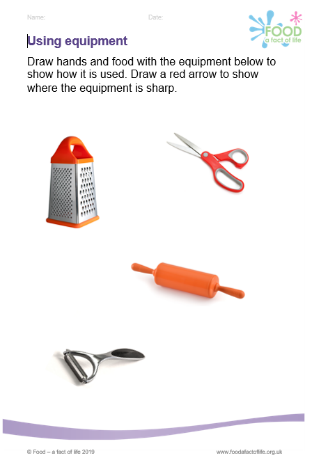 Name:
Date:
FOOD
a fact of life
Using equipment
Draw hands and food with the equipment below to
show how it is used. Draw a red arrow to show
where the equipment is sharp.
© Food – a fact of life 2019
www.foodafactoflife.org.uk